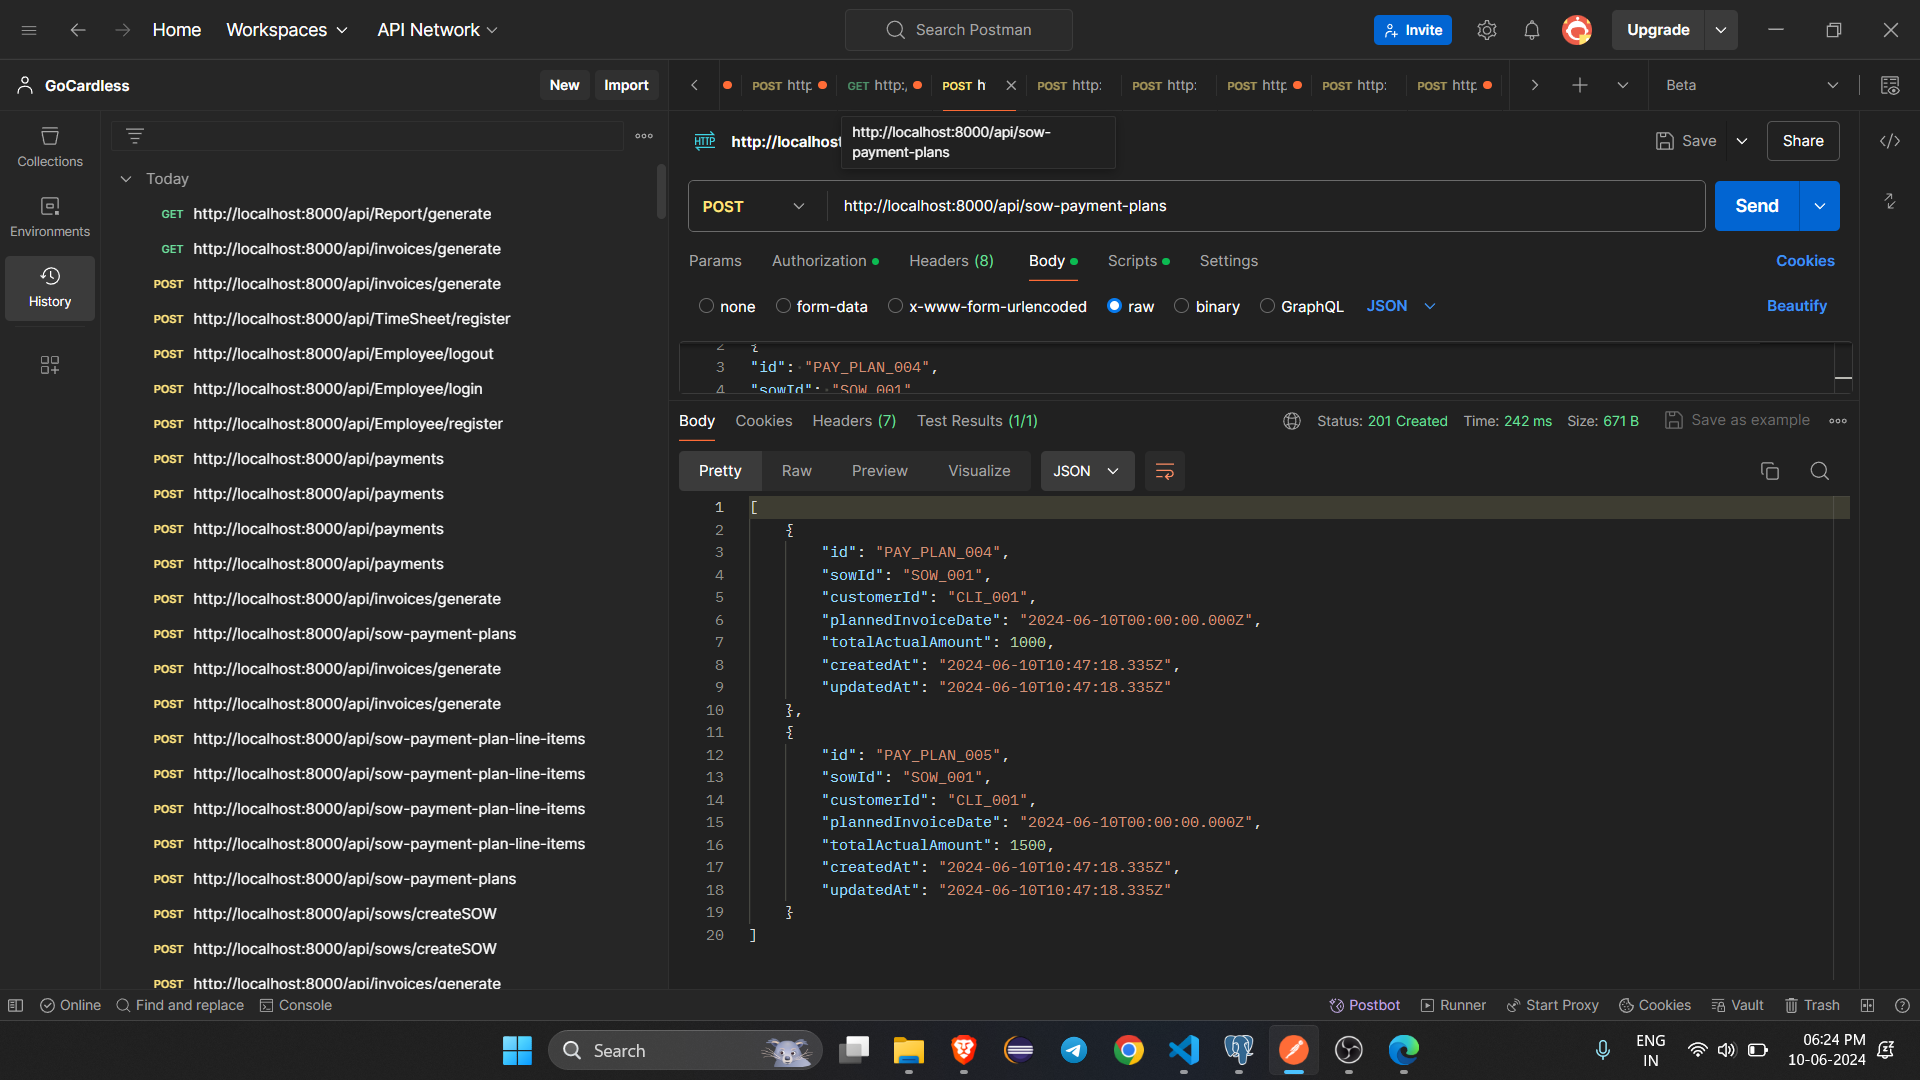 Home Workspaces API Network Search Postman Invite Upgrade
GoCardless New Import
POST http GET http:, POST h POST http: POST http: POST http POST http: POST http Beta
http://localhost:8000/api/sow-
payment-plans
http://localhost Save Share
Collections
Environments
History
Today
GET http://localhost:8000/api/Report/generate
GET http://localhost:8000/api/invoices/generate
POST http://localhost:8000/api/invoices/generate
POST http://localhost:8000/api/TimeSheet/register
POST http://localhost:8000/api/Employee/logout
POST http://localhost:8000/api/Employee/login
POST http://localhost:8000/api/Employee/register
POST http://localhost:8000/api/payments
POST http://localhost:8000/api/payments
POST http://localhost:8000/api/payments
POST http://localhost:8000/api/payments
POST http://localhost:8000/api/invoices/generate
POST http://localhost:8000/api/sow-payment-plans
POST http://localhost:8000/api/invoices/generate
POST http://localhost:8000/api/invoices/generate
POST http://localhost:8000/api/sow-payment-plan-line-items
POST http://localhost:8000/api/sow-payment-plan-line-items
POST http://localhost:8000/api/sow-payment-plan-line-items
POST http://localhost:8000/api/sow-payment-plan-line-items
POST http://localhost:8000/api/sow-payment-plans
POST http://localhost:8000/api/sows/createSOW
POST http://localhost:8000/api/sows/createSOW
POST http://localhost:8000/api/invoices/generate
POST http://localhost:8000/api/sow-payment-plans Send
Params Authorization Headers (8) Body Scripts Settings Cookies
none form-data x-www-form-urlencoded raw binary GraphQL JSON Beautify
2 {
3 "id": "PAY_PLAN_004",
4 "sowId": "SOW_001"
Body Cookies Headers (7) Test Results (1/1) Status: 201 Created Time: 242 ms Size: 671 B Save as example
Pretty Raw Preview Visualize JSON
1 [
2 {
3 "id": "PAY_PLAN_004",
4 "sowId": "SOW_001",
5 "customerId": "CLI_001",
6 "plannedInvoiceDate": "2024-06-10T00:00:00.000Z",
7 "totalActualAmount": 1000,
8 "createdAt": "2024-06-10T10:47:18.335Z",
9 "updatedAt": "2024-06-10T10:47:18.335Z"
10 },
11 {
12 "id": "PAY_PLAN_005",
13 "sowId": "SOW_001",
14 "customerId": "CLI_001",
15 "plannedInvoiceDate": "2024-06-10T00:00:00.000Z",
16 "totalActualAmount": 1500,
17 "createdAt": "2024-06-10T10:47:18.335Z",
18 "updatedAt": "2024-06-10T10:47:18.335Z"
19 }
20 ]
Online Find and replace Console Postbot Runner Start Proxy Cookies Vault Trash
Search
ENG
IN
06:24 PM
10-06-2024